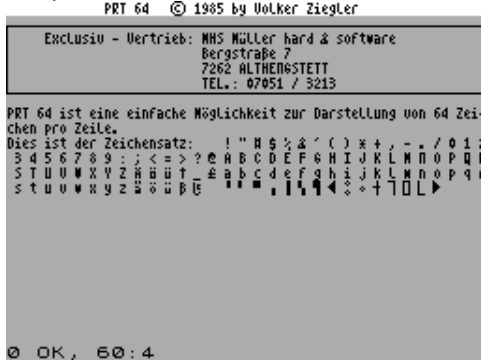 PRT 64 © 1985 by Volker Ziegler
Exclusiv - Vertrieb: MHS Müller hard & software
Bergstraße 7
7262 ALTHENGSTETT
TEL.: 07051 / 3213
PRT 64 ist eine einfache Möglichkeit zur Darstellung von 64 Zei-
chen pro Zeile.
Dies ist der Zeichensatz: ! " # $ % & ' ( ) * + , - . / 0 1 2
3 4 5 6 7 8 9 : ; < = > ? @ A B C D E F G H I J K L M N O P Q R
S T U V W X Y Z Ä Ö Ü ↑ _ £ a b c d e f g h i j k l m n o p q r
s t u v w x y z ä ö ü ß ©
0 OK, 60:4